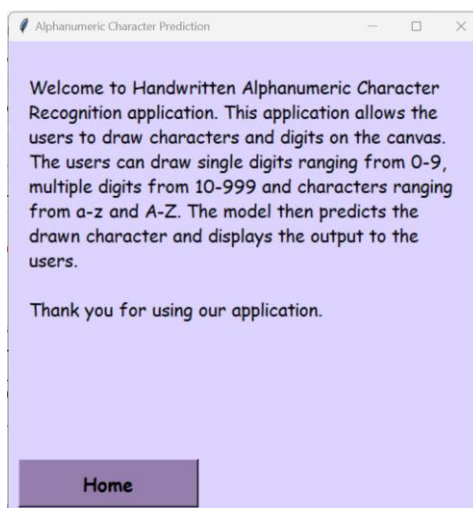 Alphanumeric Character Prediction
Welcome to Handwritten Alphanumeric Character
Recognition application. This application allows the
users to draw characters and digits on the canvas.
The users can draw single digits ranging from 0-9,
multiple digits from 10-999 and characters ranging
from a-z and A-Z. The model then predicts the
drawn character and displays the output to the
users.
Thank you for using our application.
Home